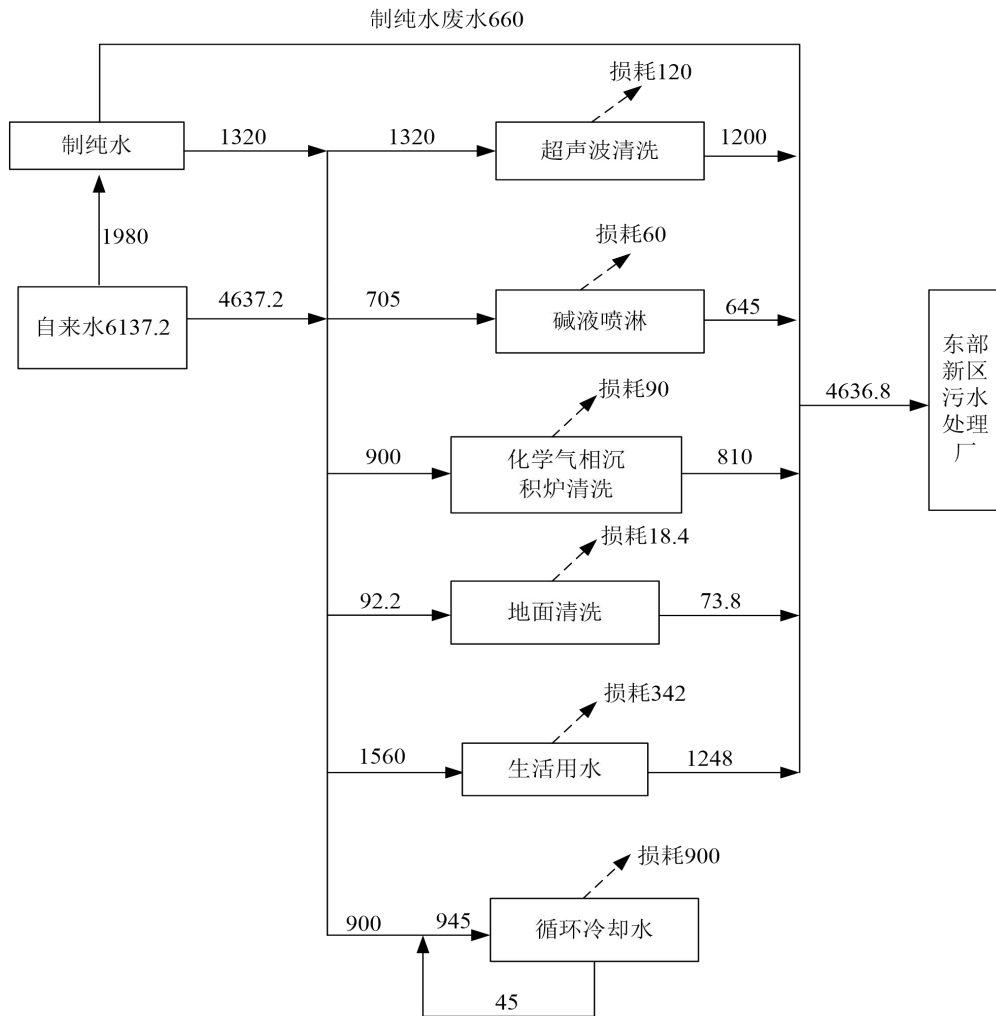 制纯水废水660
损耗120
制纯水
1320
1320
超声波清洗
1200
1980
损耗60
自来水6137.2
4637.2
705
碱液喷淋
645
东部
新区
污水
处理
厂
4636.8
损耗90
900
化学气相沉
积炉清洗
810
损耗18.4
92.2
地面清洗
73.8
损耗342
1560
生活用水
1248
损耗900
900
945
循环冷却水
45